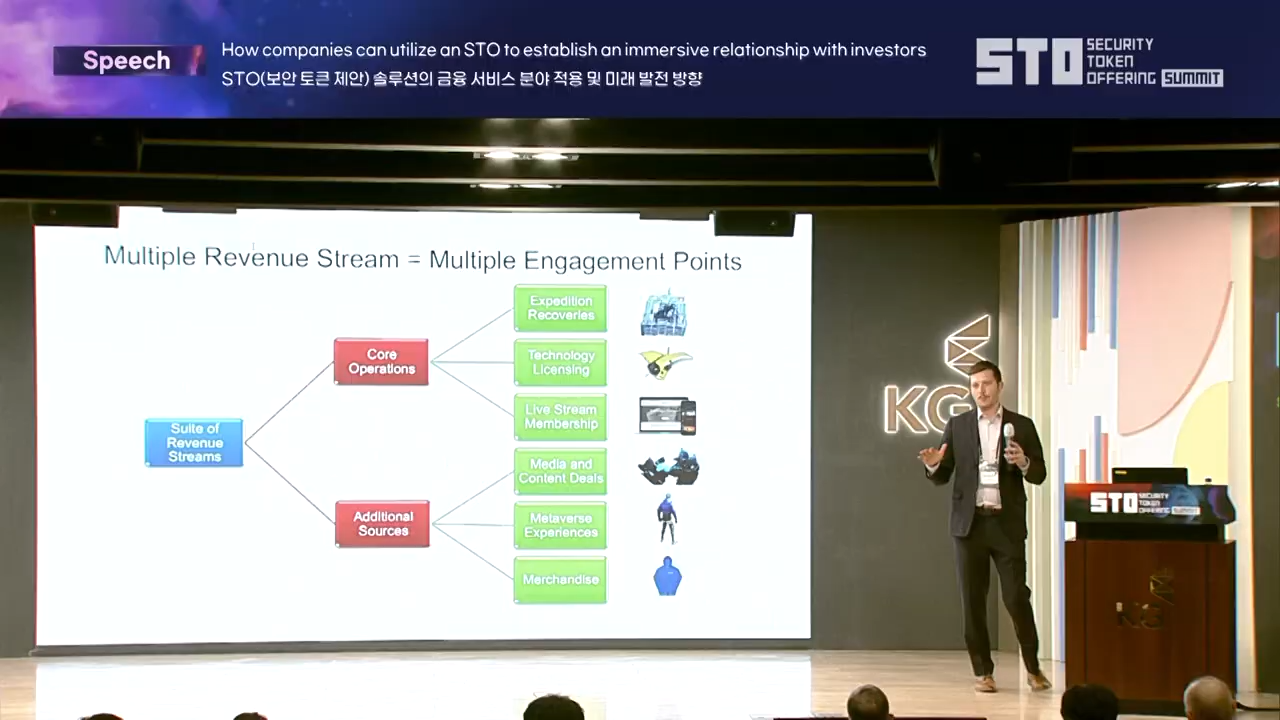 Speech
How companies can utilize an STO to establish an immersive relationship with investors
STO(보안 토큰 제안) 솔루션의 금융 서비스 분야 적용 및 미래 발전 방향
STO
SECURITY
TOKEN
OFFERING SUMMIT
Multiple Revenue Stream = Multiple Engagement Points
Suite of
Revenue
Streams
Core
Operations
Additional
Sources
Expedition
Recoveries
Technology
Licensing
Live Stream
Membership
Media and
Content Deals
Metaverse
Experiences
Merchandise
KG
STO
SECURITY
TOKEN
OFFERING SUMMIT
KG